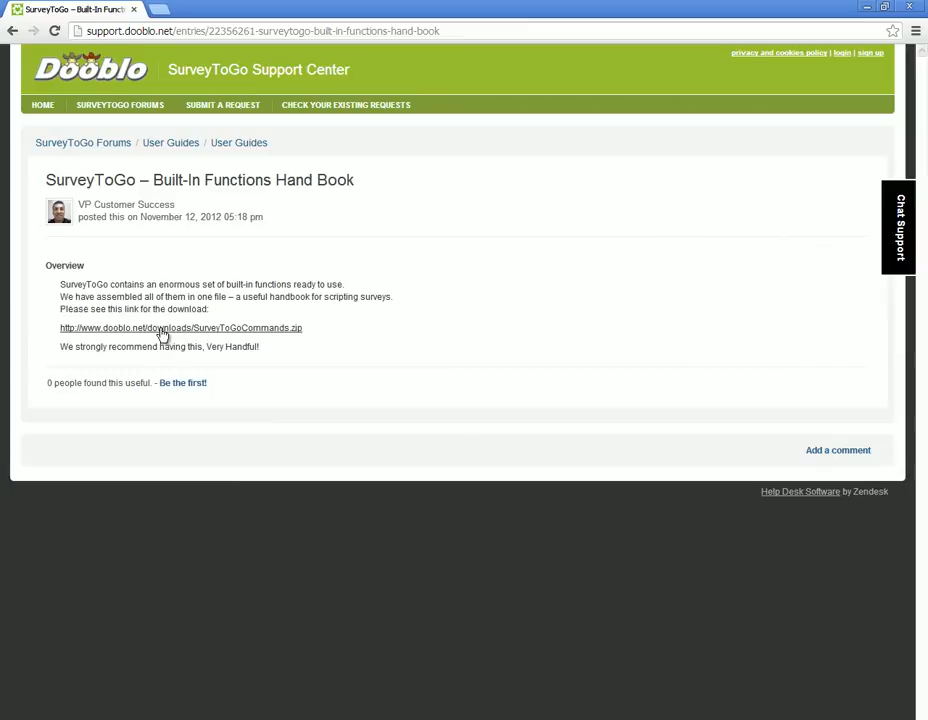 SurveyToGo – Built-In Funct
support.dooblo.net/entries/22356261-surveytogo-built-in-functions-hand-book
privacy and cookies policy | login | sign up
Dooblo
SurveyToGo Support Center
HOME SURVEYTOGO FORUMS SUBMIT A REQUEST CHECK YOUR EXISTING REQUESTS
SurveyToGo Forums / User Guides / User Guides
SurveyToGo – Built-In Functions Hand Book
VP Customer Success
posted this on November 12, 2012 05:18 pm
Chat Support
Overview
SurveyToGo contains an enormous set of built-in functions ready to use.
We have assembled all of them in one file – a useful handbook for scripting surveys.
Please see this link for the download:
http://www.dooblo.net/downloads/SurveyToGoCommands.zip
We strongly recommend having this, Very Handful!
0 people found this useful. - Be the first!
Add a comment
Help Desk Software by Zendesk